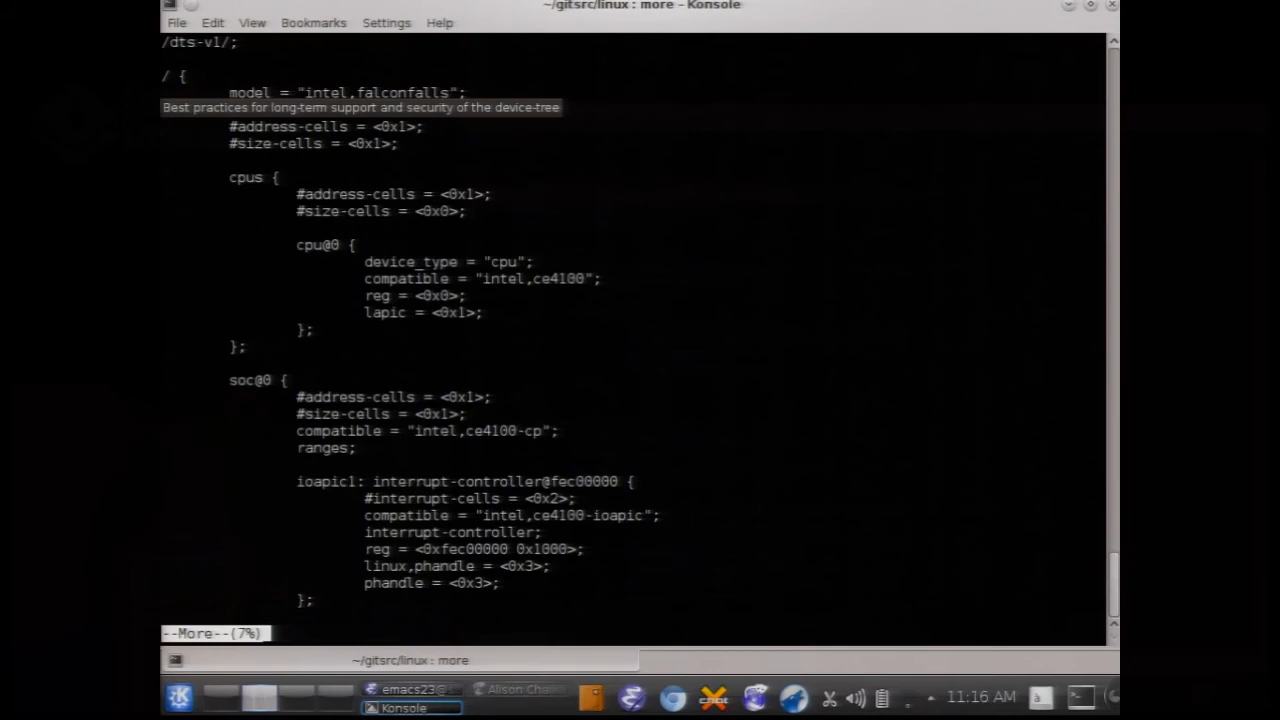 ~/gitsrc/linux : more – Konsole
File Edit View Bookmarks Settings Help
/dts-v1/;
/ {
model = "intel,falconfalls";
Best practices for long-term support and security of the device-tree
#address-cells = <0x1>;
#size-cells = <0x1>;
cpus {
#address-cells = <0x1>;
#size-cells = <0x0>;
cpu@0 {
device_type = "cpu";
compatible = "intel,ce4100";
reg = <0x0>;
lapic = <0x1>;
};
};
soc@0 {
#address-cells = <0x1>;
#size-cells = <0x1>;
compatible = "intel,ce4100-cp";
ranges;
ioapic1: interrupt-controller@fec00000 {
#interrupt-cells = <0x2>;
compatible = "intel,ce4100-ioapic";
interrupt-controller;
reg = <0xfec00000 0x1000>;
linux,phandle = <0x3>;
phandle = <0x3>;
};
--More--(7%)
~/gitsrc/linux : more
emacs23@
Alison
Konsole
11:16 AM
a